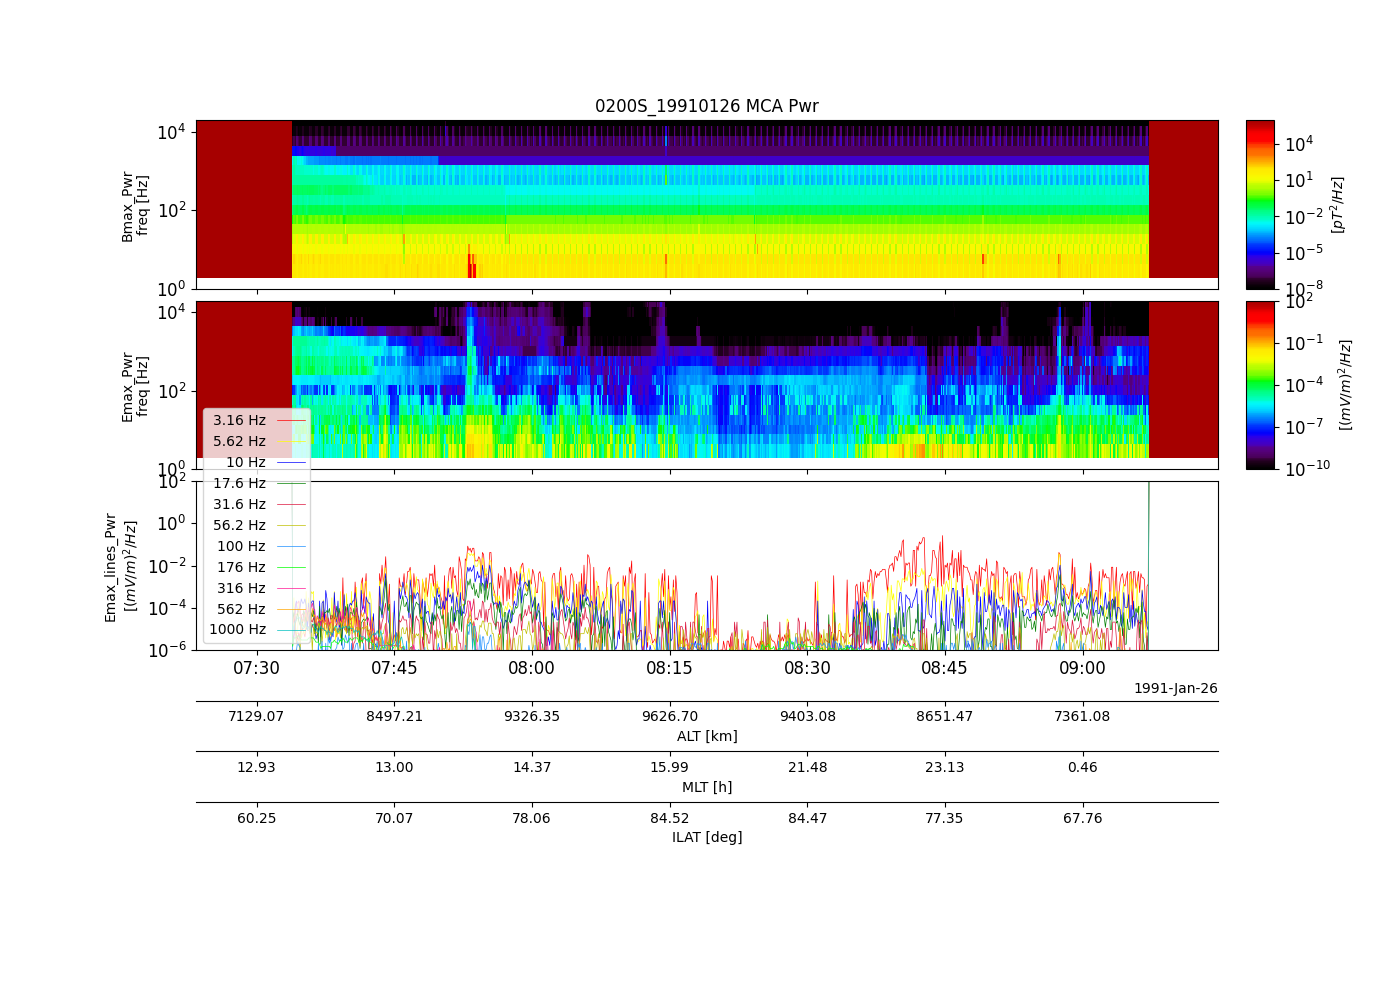 0200S_19910126 MCA Pwr
10^4
10^2
10^0
Bmax_Pwr
freq [Hz]
10^4
10^1
10^-2
10^-5
10^-8
[pT^2/Hz]
10^4
10^2
10^0
Emax_Pwr
freq [Hz]
10^2
10^-1
10^-4
10^-7
10^-10
[(mV/m)^2/Hz]
3.16 Hz
5.62 Hz
10 Hz
17.6 Hz
31.6 Hz
56.2 Hz
100 Hz
176 Hz
316 Hz
562 Hz
1000 Hz
10^2
10^0
10^-2
10^-4
10^-6
Emax_lines_Pwr
[(mV/m)^2/Hz]
07:30 07:45 08:00 08:15 08:30 08:45 09:00
1991-Jan-26
7129.07 8497.21 9326.35 9626.70 9403.08 8651.47 7361.08
ALT [km]
12.93 13.00 14.37 15.99 21.48 23.13 0.46
MLT [h]
60.25 70.07 78.06 84.52 84.47 77.35 67.76
ILAT [deg]